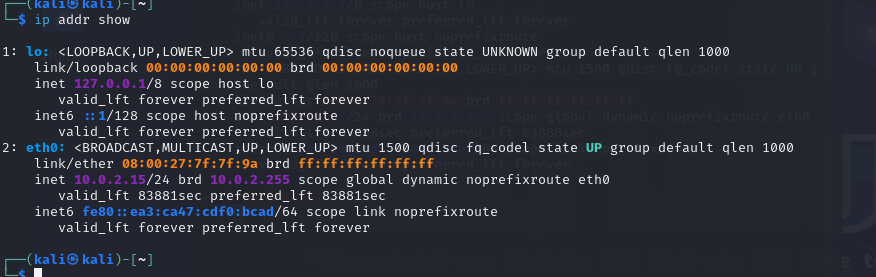 ┌──(kali㉿kali)-[~]
└─$ ip addr show
1: lo: <LOOPBACK,UP,LOWER_UP> mtu 65536 qdisc noqueue state UNKNOWN group default qlen 1000
    link/loopback 00:00:00:00:00:00 brd 00:00:00:00:00:00
    inet 127.0.0.1/8 scope host lo
       valid_lft forever preferred_lft forever
    inet6 ::1/128 scope host noprefixroute
       valid_lft forever preferred_lft forever
2: eth0: <BROADCAST,MULTICAST,UP,LOWER_UP> mtu 1500 qdisc fq_codel state UP group default qlen 1000
    link/ether 08:00:27:7f:7f:9a brd ff:ff:ff:ff:ff:ff
    inet 10.0.2.15/24 brd 10.0.2.255 scope global dynamic noprefixroute eth0
       valid_lft 83881sec preferred_lft 83881sec
    inet6 fe80::ea3:ca47:cdf0:bcad/64 scope link noprefixroute
       valid_lft forever preferred_lft forever
┌──(kali㉿kali)-[~]
└─$